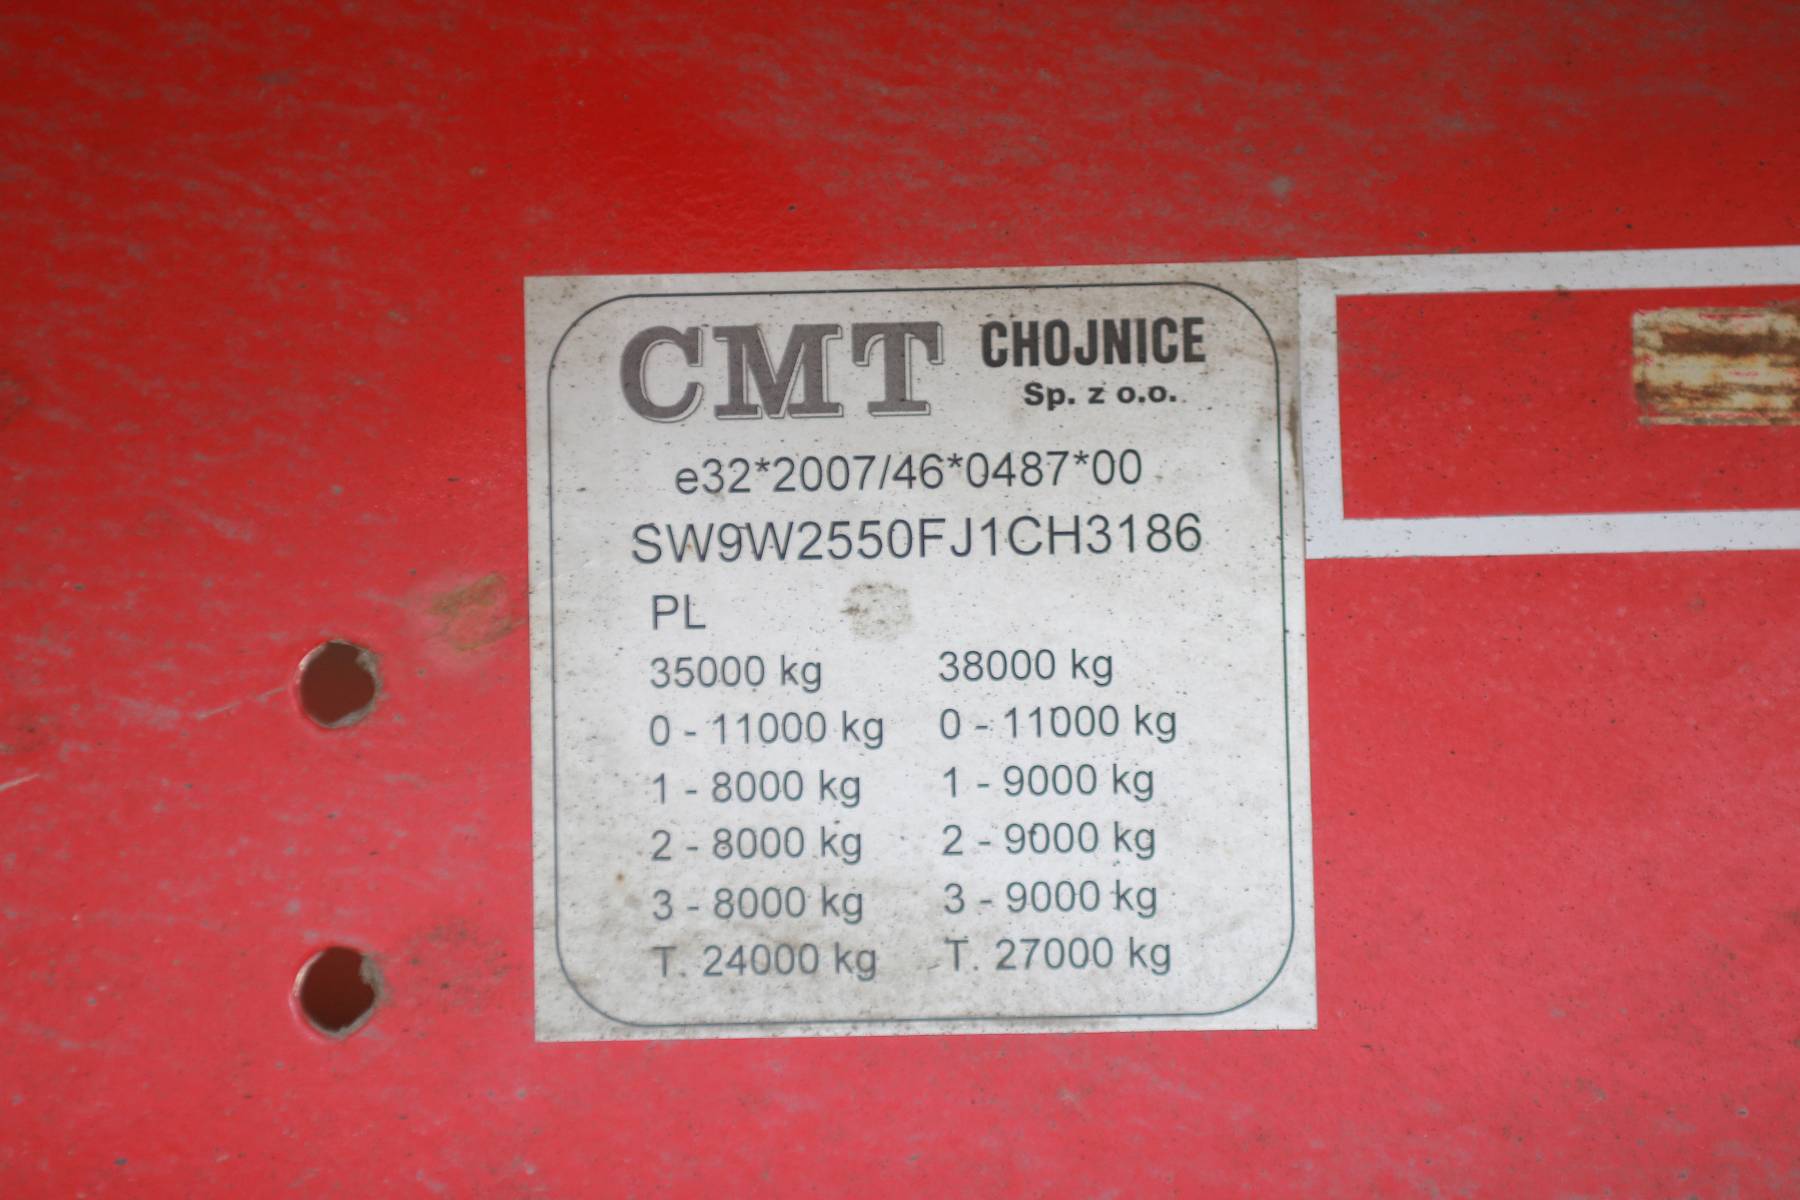 CMT CHOJNICE
Sp. z o.o.
e32*2007/46*0487*00
SW9W2550FJ1CH3186
PL
35000 kg 38000 kg
0 - 11000 kg 0 - 11000 kg
1 - 8000 kg 1 - 9000 kg
2 - 8000 kg 2 - 9000 kg
3 - 8000 kg 3 - 9000 kg
T. 24000 kg T. 27000 kg